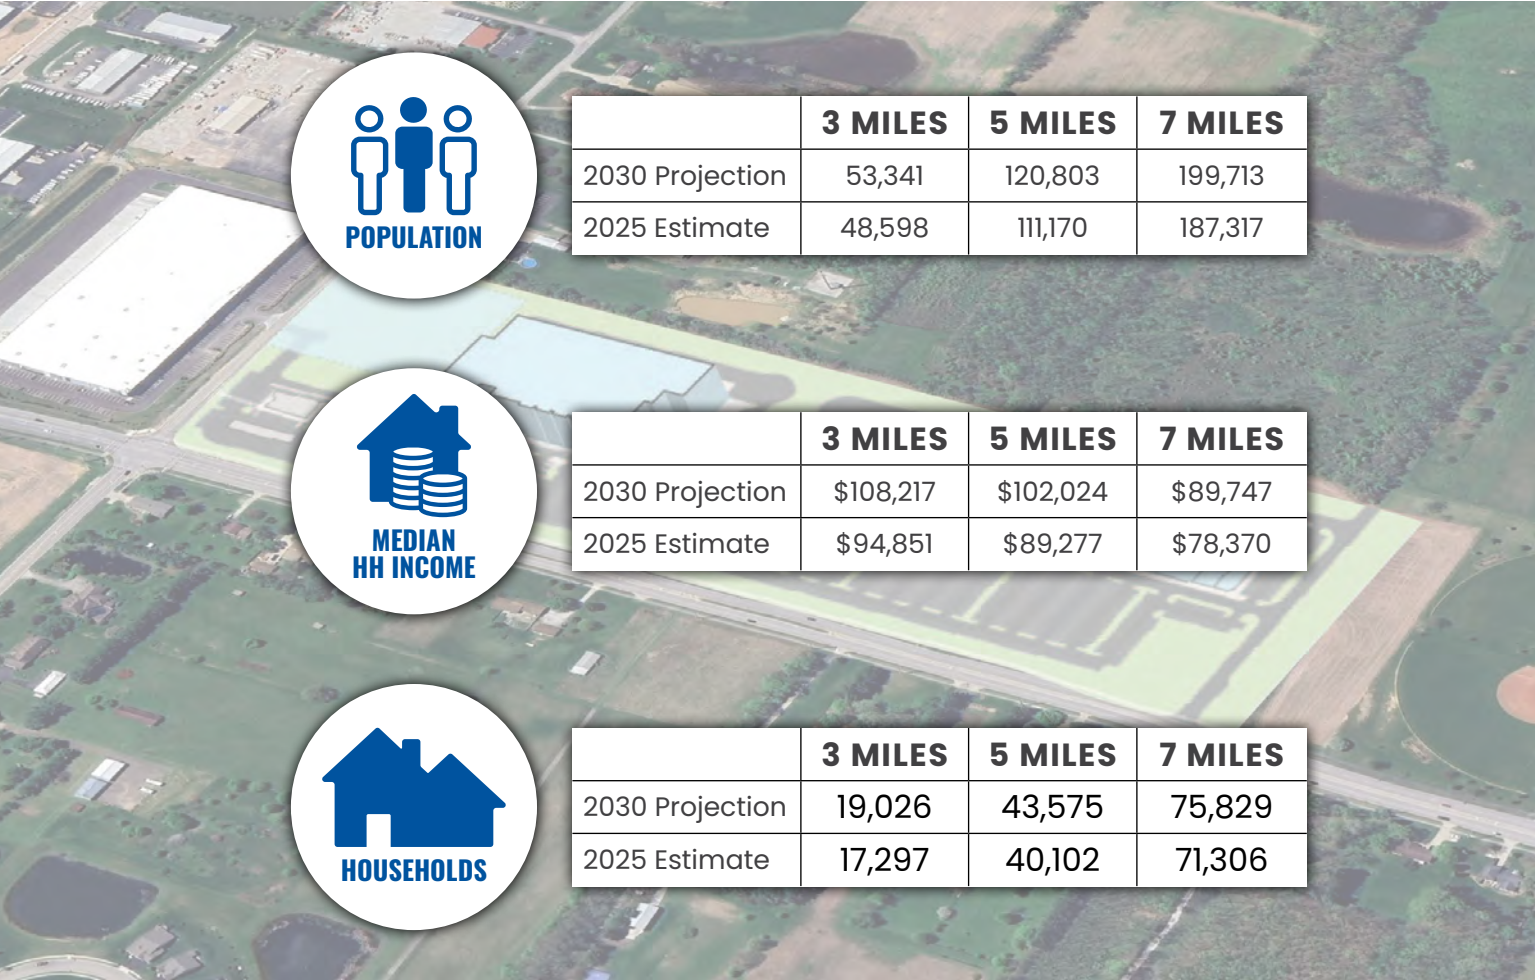 POPULATION
3 MILES 5 MILES 7 MILES
2030 Projection 53,341 120,803 199,713
2025 Estimate 48,598 111,170 187,317
MEDIAN
HH INCOME
3 MILES 5 MILES 7 MILES
2030 Projection $108,217 $102,024 $89,747
2025 Estimate $94,851 $89,277 $78,370
HOUSEHOLDS
3 MILES 5 MILES 7 MILES
2030 Projection 19,026 43,575 75,829
2025 Estimate 17,297 40,102 71,306